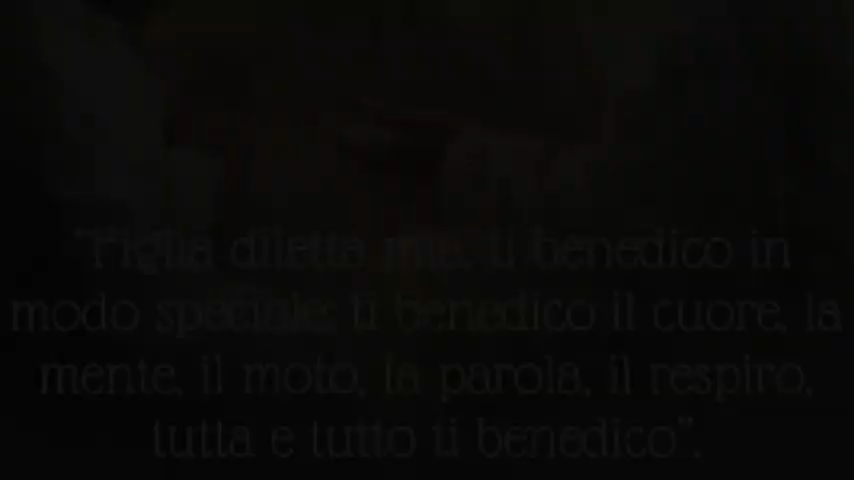 "Figlia diletta mia, ti benedico in
modo speciale; ti benedico il cuore, la
mente, il moto, la parola, il respiro,
tutta e tutto ti benedico".